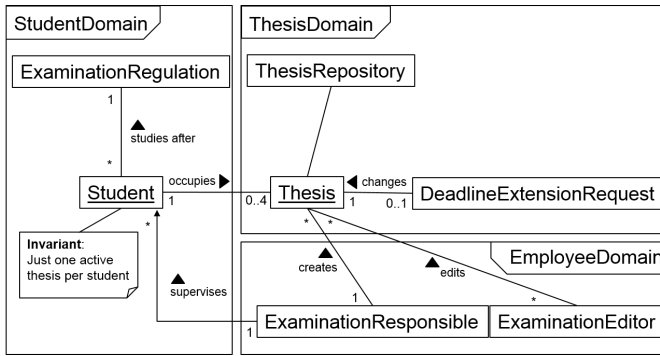 StudentDomain
ThesisDomain
ExaminationRegulation
ThesisRepository
1
studies after
*
Student
occupies
1
0..4
Thesis
changes
1
0..1
DeadlineExtensionRequest
*
*
*
Invariant:
Just one active
thesis per student
supervises
creates
edits
EmployeeDomain
1
1
*
ExaminationResponsible
ExaminationEditor